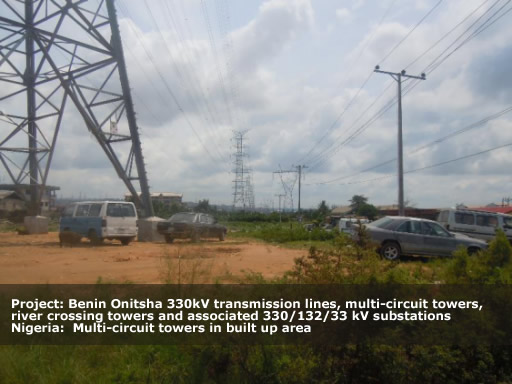 Project: Benin Onitsha 330kV transmission lines, multi-circuit towers,
river crossing towers and associated 330/132/33 kV substations
Nigeria:  Multi-circuit towers in built up area